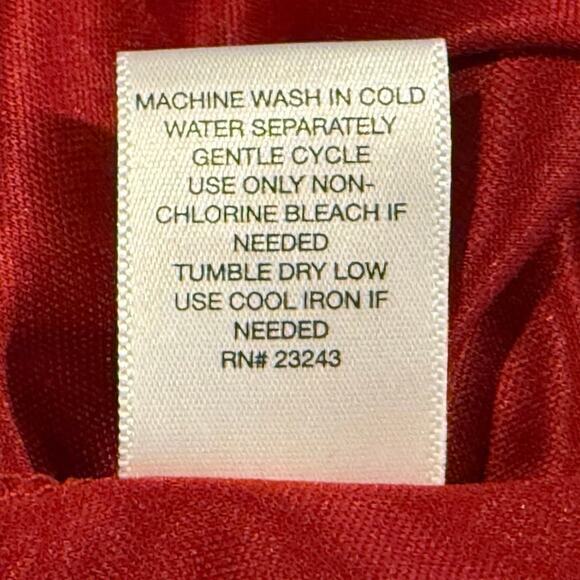 MACHINE WASH IN COLD
WATER SEPARATELY
GENTLE CYCLE
USE ONLY NON-
CHLORINE BLEACH IF
NEEDED
TUMBLE DRY LOW
USE COOL IRON IF
NEEDED
RN# 23243